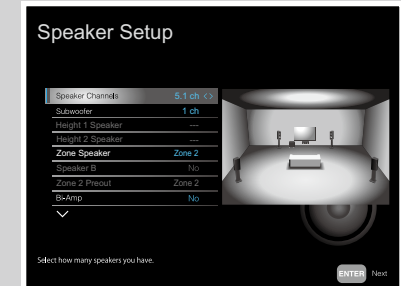 Speaker Setup
Speaker Channels 5.1 ch < >
Subwoofer 1 ch
Height 1 Speaker ---
Height 2 Speaker ---
Zone Speaker Zone 2
Speaker B No
Zone 2 Preout Zone 2
Bi-Amp No
Select how many speakers you have.
ENTER Next